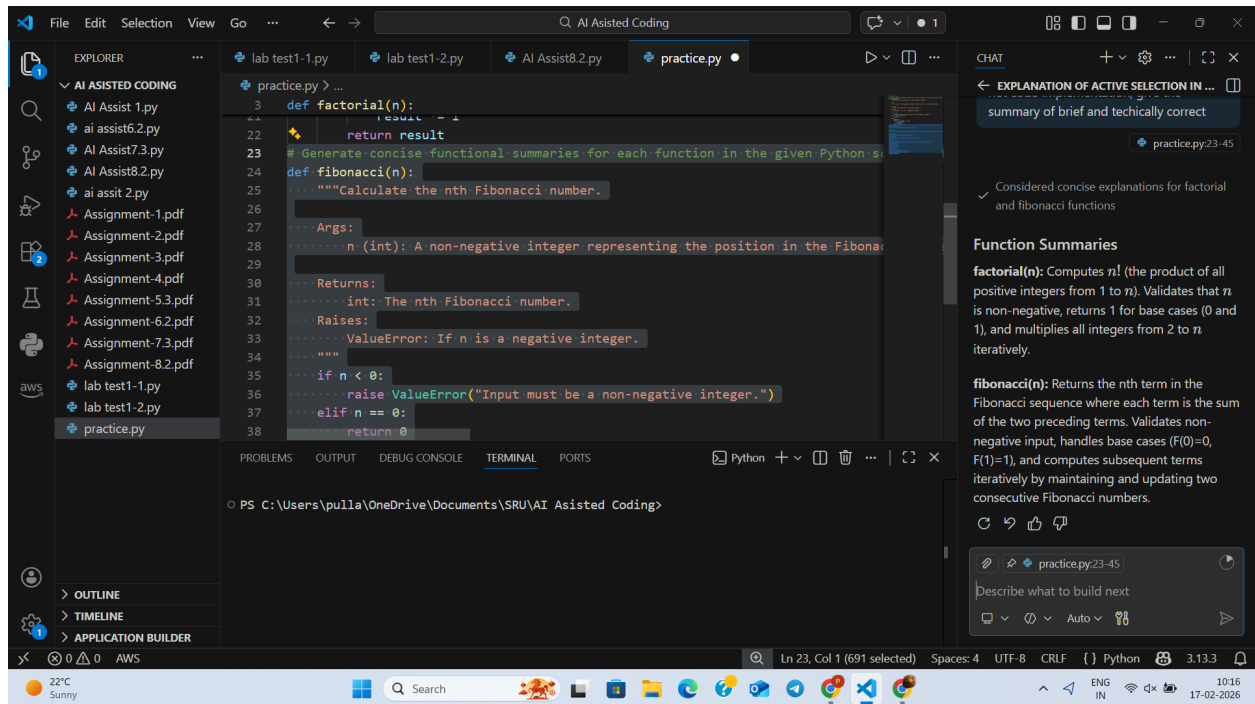 File Edit Selection View Go ··· AI Asisted Coding 1
EXPLORER ···
AI ASISTED CODING
AI Assist 1.py
ai assist6.2.py
AI Assist7.3.py
AI Assist8.2.py
ai assit 2.py
Assignment-1.pdf
Assignment-2.pdf
Assignment-3.pdf
Assignment-4.pdf
Assignment-5.3.pdf
Assignment-6.2.pdf
Assignment-7.3.pdf
Assignment-8.2.pdf
lab test1-1.py
lab test1-2.py
practice.py
OUTLINE
TIMELINE
APPLICATION BUILDER
1
2
aws
1
lab test1-1.py lab test1-2.py AI Assist8.2.py practice.py
practice.py > ...
3 def factorial(n):
21 result *= i
22 return result
23 # Generate concise functional summaries for each function in the given Python
24 def fibonacci(n):
25 """Calculate the nth Fibonacci number.
26
27 Args:
28 n (int): A non-negative integer representing the position in the
29
30 Returns:
31 int: The nth Fibonacci number.
32 Raises:
33 ValueError: If n is a negative integer.
34 """
35 if n < 0:
36 raise ValueError("Input must be a non-negative integer.")
37 elif n == 0:
38 return 0
PROBLEMS OUTPUT DEBUG CONSOLE TERMINAL PORTS Python
PS C:\Users\pulla\OneDrive\Documents\SRU\AI Asisted Coding>
CHAT
EXPLANATION OF ACTIVE SELECTION IN ...
summary of brief and techically correct
practice.py:23-45
Considered concise explanations for factorial
and fibonacci functions
Function Summaries
factorial(n): Computes n! (the product of all
positive integers from 1 to n). Validates that n
is non-negative, returns 1 for base cases (0 and
1), and multiplies all integers from 2 to n
iteratively.
fibonacci(n): Returns the nth term in the
Fibonacci sequence where each term is the sum
of the two preceding terms. Validates non-
negative input, handles base cases (F(0)=0,
F(1)=1), and computes subsequent terms
iteratively by maintaining and updating two
consecutive Fibonacci numbers.
practice.py:23-45
Describe what to build next
Auto
0 0 AWS Ln 23, Col 1 (691 selected) Spaces: 4 UTF-8 CRLF { } Python 3.13.3
22°C
Sunny
Search
ENG
IN
10:16
17-02-2026